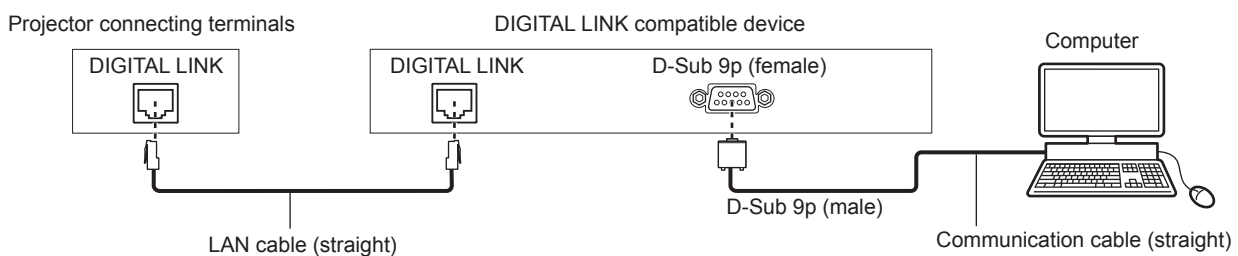 Projector connecting terminals
DIGITAL LINK compatible device
Computer
DIGITAL LINK
DIGITAL LINK
D-Sub 9p (female)
D-Sub 9p (male)
LAN cable (straight)
Communication cable (straight)